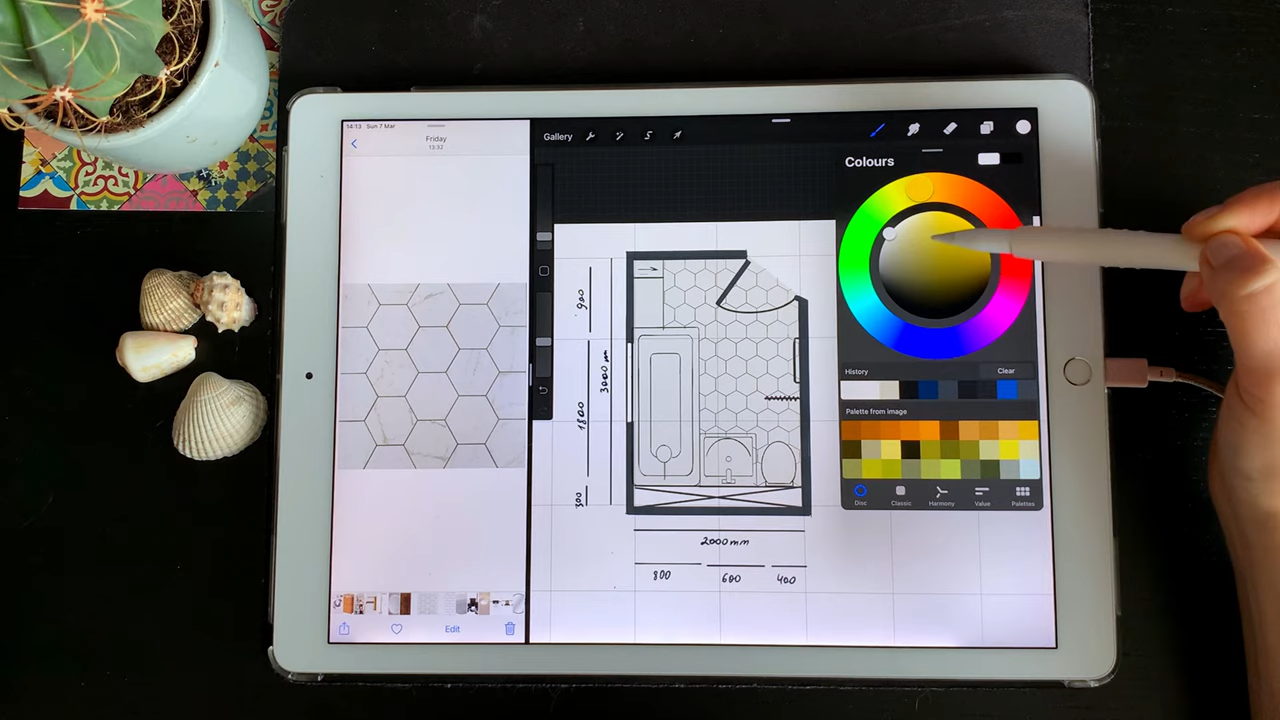 14:13 Sun 7 Mar
Friday
13:32
Edit
Gallery
Colours
History
Clear
Palette from image
Disc
Classic
Harmony
Value
Palettes
900
3000 m
1800
300
2000mm
800
600
400